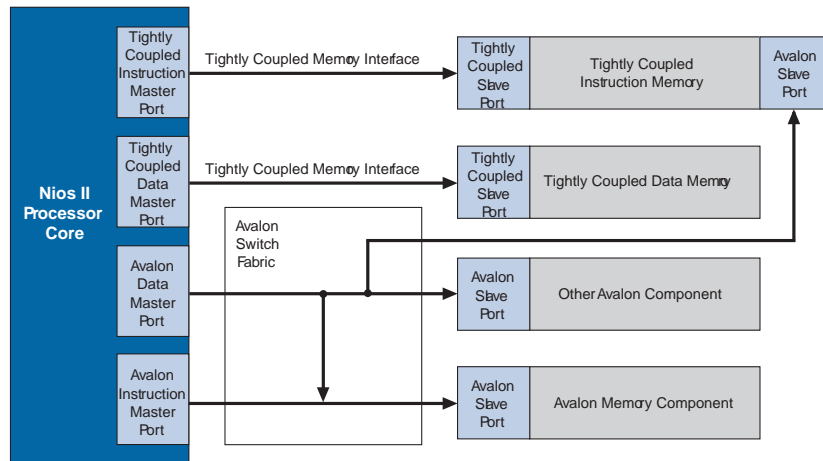 Nios II
Processor
Core
Tightly
Coupled
Instruction
Master
Port
Tightly Coupled Memory Interface
Tightly
Coupled
Slave
Port
Tightly Coupled
Instruction Memory
Avalon
Slave
Port
Tightly
Coupled
Data
Master
Port
Tightly Coupled Memory Interface
Tightly
Coupled
Slave
Port
Tightly Coupled Data Memory
Avalon
Switch
Fabric
Avalon
Data
Master
Port
Avalon
Slave
Port
Other Avalon Component
Avalon
Instruction
Master
Port
Avalon
Slave
Port
Avalon Memory Component